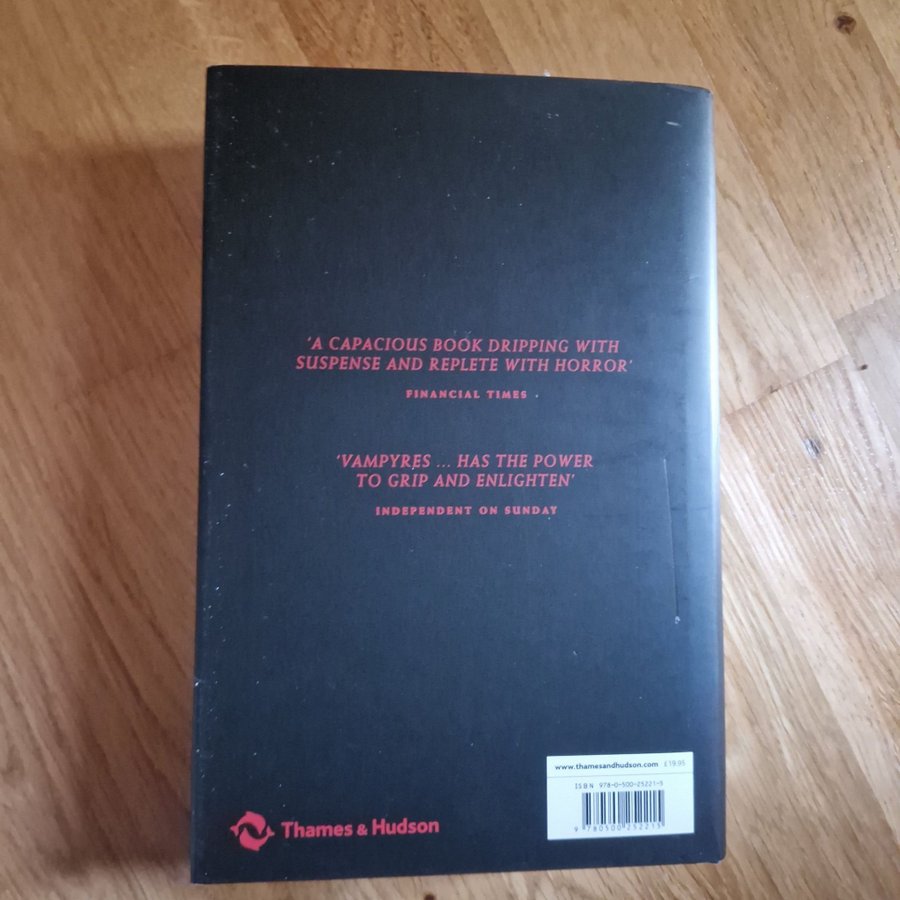 'A CAPACIOUS BOOK DRIPPING WITH
SUSPENSE AND REPLETE WITH HORROR'
FINANCIAL TIMES
'VAMPYRES ... HAS THE POWER
TO GRIP AND ENLIGHTEN'
INDEPENDENT ON SUNDAY
www.thamesandhudson.com £19.95
ISBN 978-0-500-25221-5
9 780500 252215
Thames & Hudson